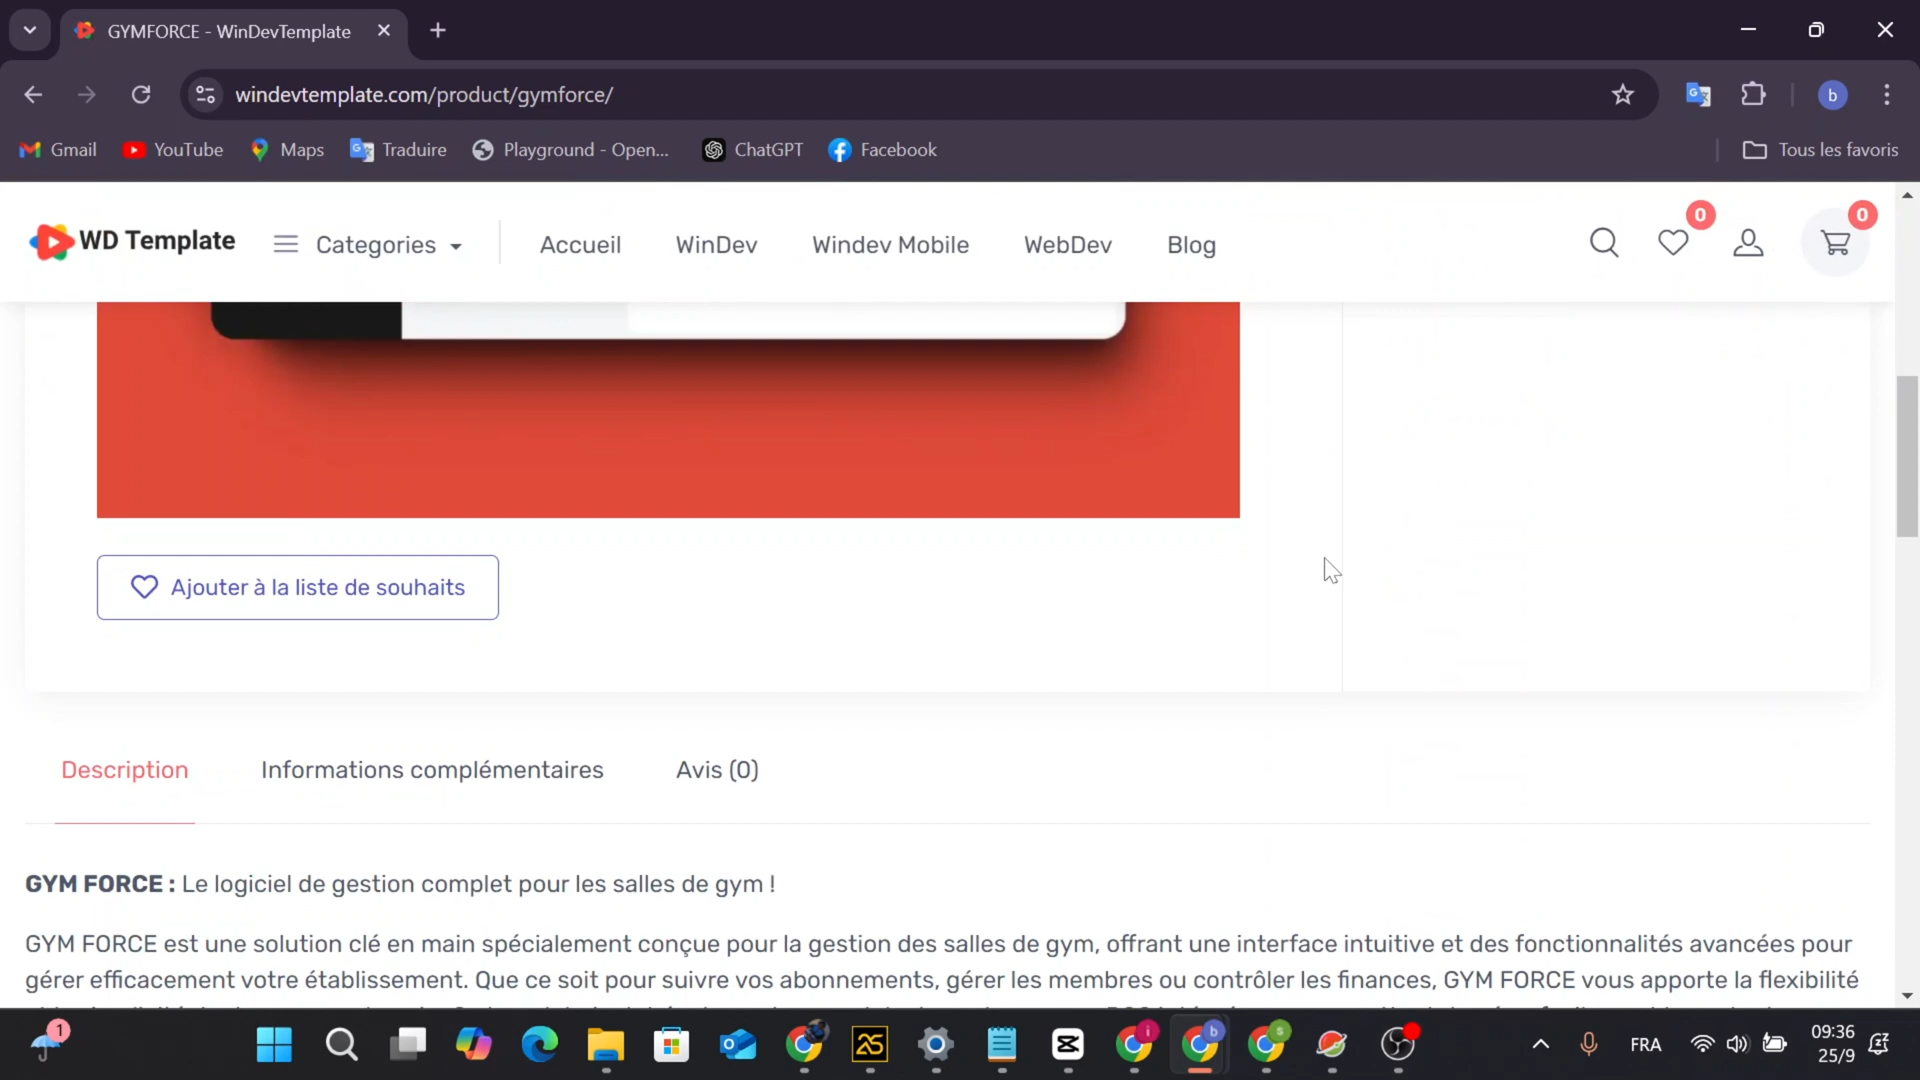 GYMFORCE - WinDevTemplate
windevtemplate.com/product/gymforce/
b
Gmail
YouTube
Maps
Traduire
Playground - Open...
ChatGPT
Facebook
Tous les favoris
WD Template
Categories
Accueil
WinDev
Windev Mobile
WebDev
Blog
0
0
Ajouter à la liste de souhaits
Description
Informations complémentaires
Avis (0)
GYM FORCE : Le logiciel de gestion complet pour les salles de gym !
GYM FORCE est une solution clé en main spécialement conçue pour la gestion des salles de gym, offrant une interface intuitive et des fonctionnalités avancées pour
gérer efficacement votre établissement. Que ce soit pour suivre vos abonnements, gérer les membres ou contrôler les finances, GYM FORCE vous apporte la flexibilité
1
25
i
b
s
FRA
09:36
25/9